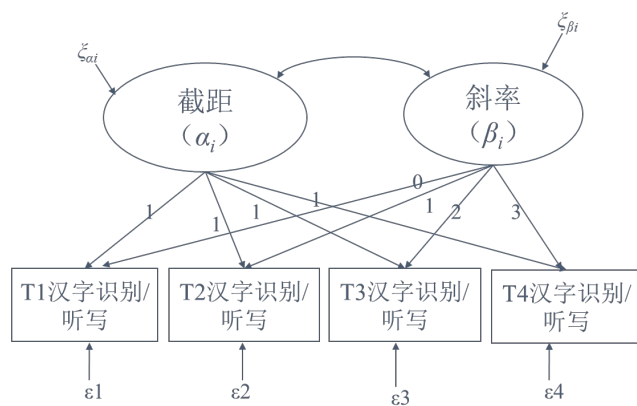 ξαi
ξβi
截距
（αi）
斜率
（βi）
0
1
1
1
1
1
2
3
T1汉字识别/
听写
T2汉字识别/
听写
T3汉字识别/
听写
T4汉字识别/
听写
ε1
ε2
ε3
ε4